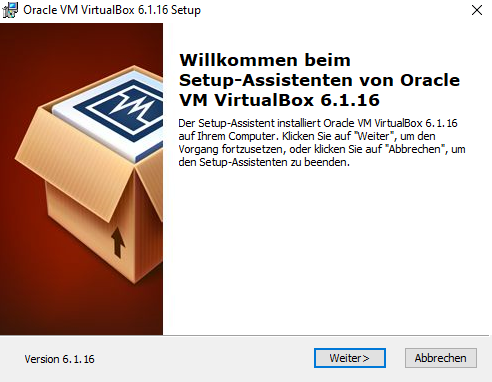 Oracle VM VirtualBox 6.1.16 Setup
Willkommen beim
Setup-Assistenten von Oracle
VM VirtualBox 6.1.16
Der Setup-Assistent installiert Oracle VM VirtualBox 6.1.16
auf Ihrem Computer. Klicken Sie auf "Weiter", um den
Vorgang fortzusetzen, oder klicken Sie auf "Abbrechen", um
den Setup-Assistenten zu beenden.
Version 6.1.16
Weiter>
Abbrechen